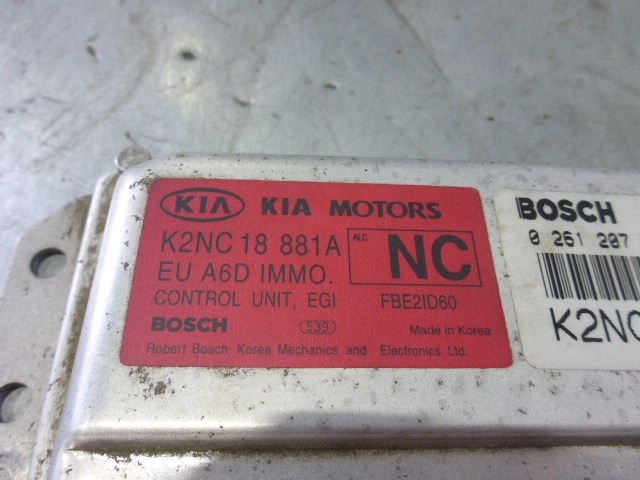 KIA KIA MOTORS
K2NC 18 881A
ALC NC
EU A6D IMMO.
CONTROL UNIT, EGI FBE2ID60
BOSCH 539 Made in Korea
Robert Bosch Korea Mechanics and Electronics Ltd.
BOSCH
0 261 207
K2NC